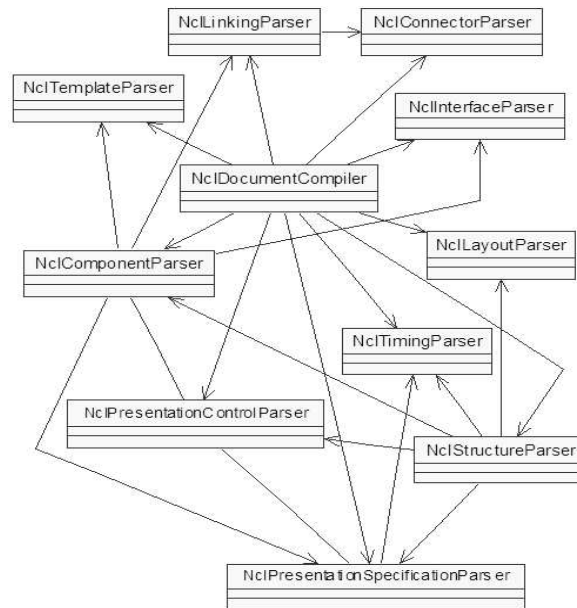 NclLinkingParser
NclConnectorParser
NclTemplateParser
NclInterfaceParser
NclDocumentCompiler
NclComponentParser
NclLayoutParser
NclTimingParser
NclPresentationControlParser
NclStructureParser
NclPresentationSpecificationParser